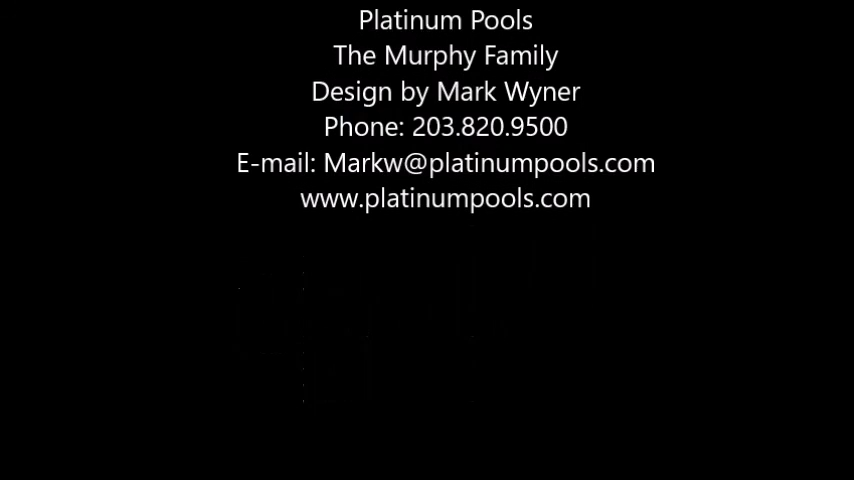 Platinum Pools
The Murphy Family
Design by Mark Wyner
Phone: 203.820.9500
E-mail: Markw@platinumpools.com
www.platinumpools.com